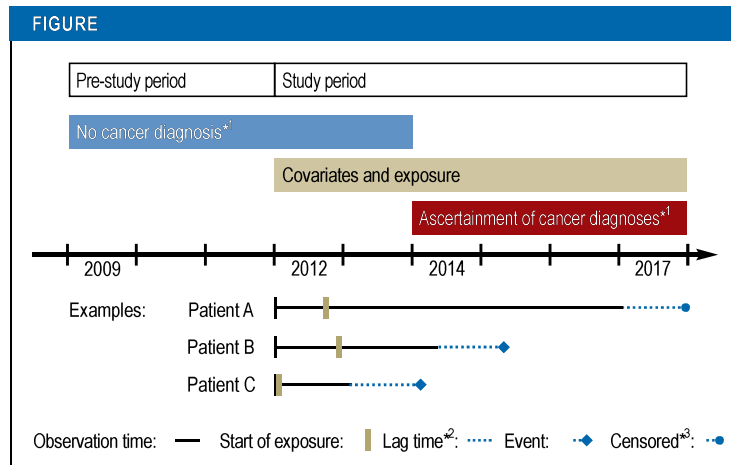 FIGURE
Pre-study period Study period
No cancer diagnosis*1
Covariates and exposure
Ascertainment of cancer diagnoses*1
2009 2012 2014 2017
Examples: Patient A
Patient B
Patient C
Observation time: Start of exposure: Lag time*2: Event: Censored*3: